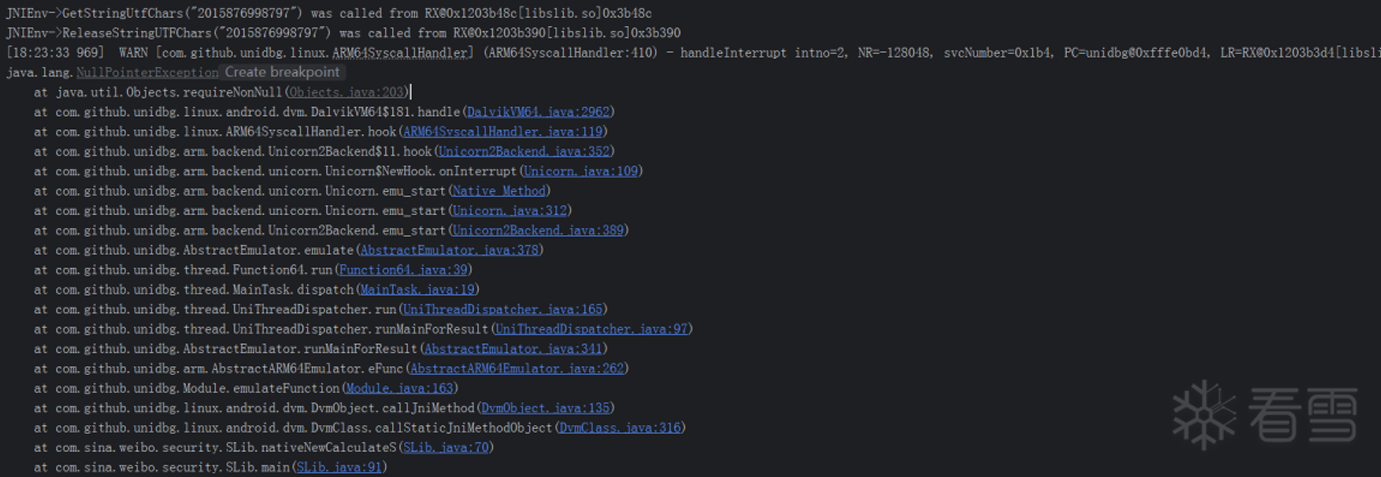 JNIEnv->GetStringUtfChars("2015876998797") was called from RX@0x1203b48c[libslib.so]0x3b48c
JNIEnv->ReleaseStringUTFChars("2015876998797") was called from RX@0x1203b390[libslib.so]0x3b390
[18:23:33 969]  WARN [com.github.unidbg.linux.ARM64SyscallHandler] (ARM64SyscallHandler:410) - handleInterrupt intno=2, NR=-128048, svcNumber=0x1b4, PC=unidbg@0xfffe0bd4, LR=RX@0x1203b3d4[libsli
java.lang.NullPointerException Create breakpoint
at java.util.Objects.requireNonNull(Objects.java:203)
at com.github.unidbg.linux.android.dvm.DalvikVM64$181.handle(DalvikVM64.java:2962)
at com.github.unidbg.linux.ARM64SyscallHandler.hook(ARM64SyscallHandler.java:119)
at com.github.unidbg.arm.backend.Unicorn2Backend$11.hook(Unicorn2Backend.java:352)
at com.github.unidbg.arm.backend.unicorn.Unicorn$NewHook.onInterrupt(Unicorn.java:109)
at com.github.unidbg.arm.backend.unicorn.Unicorn.emu_start(Native Method)
at com.github.unidbg.arm.backend.unicorn.Unicorn.emu_start(Unicorn.java:312)
at com.github.unidbg.arm.backend.Unicorn2Backend.emu_start(Unicorn2Backend.java:389)
at com.github.unidbg.AbstractEmulator.emulate(AbstractEmulator.java:378)
at com.github.unidbg.thread.Function64.run(Function64.java:39)
at com.github.unidbg.thread.MainTask.dispatch(MainTask.java:19)
at com.github.unidbg.thread.UniThreadDispatcher.run(UniThreadDispatcher.java:165)
at com.github.unidbg.thread.UniThreadDispatcher.runMainForResult(UniThreadDispatcher.java:97)
at com.github.unidbg.AbstractEmulator.runMainForResult(AbstractEmulator.java:341)
at com.github.unidbg.arm.AbstractARM64Emulator.eFunc(AbstractARM64Emulator.java:262)
at com.github.unidbg.Module.emulateFunction(Module.java:163)
at com.github.unidbg.linux.android.dvm.DvmObject.callJniMethod(DvmObject.java:135)
at com.github.unidbg.linux.android.dvm.DvmClass.callStaticJniMethodObject(DvmClass.java:316)
at com.sina.weibo.security.SLib.nativeNewCalculateS(SLib.java:70)
at com.sina.weibo.security.SLib.main(SLib.java:91)
看雪